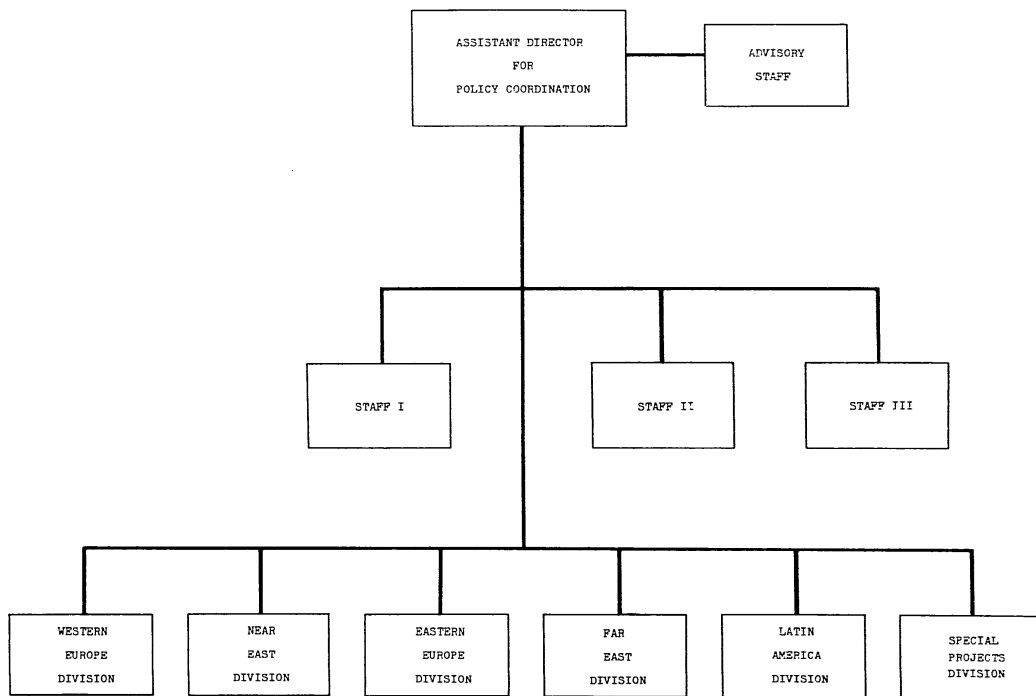 ASSISTANT DIRECTOR
FOR
POLICY COORDINATION
ADVISORY
STAFF
STAFF I
STAFF II
STAFF III
WESTERN
EUROPE
DIVISION
NEAR
EAST
DIVISION
EASTERN
EUROPE
DIVISION
FAR
EAST
DIVISION
LATIN
AMERICA
DIVISION
SPECIAL
PROJECTS
DIVISION